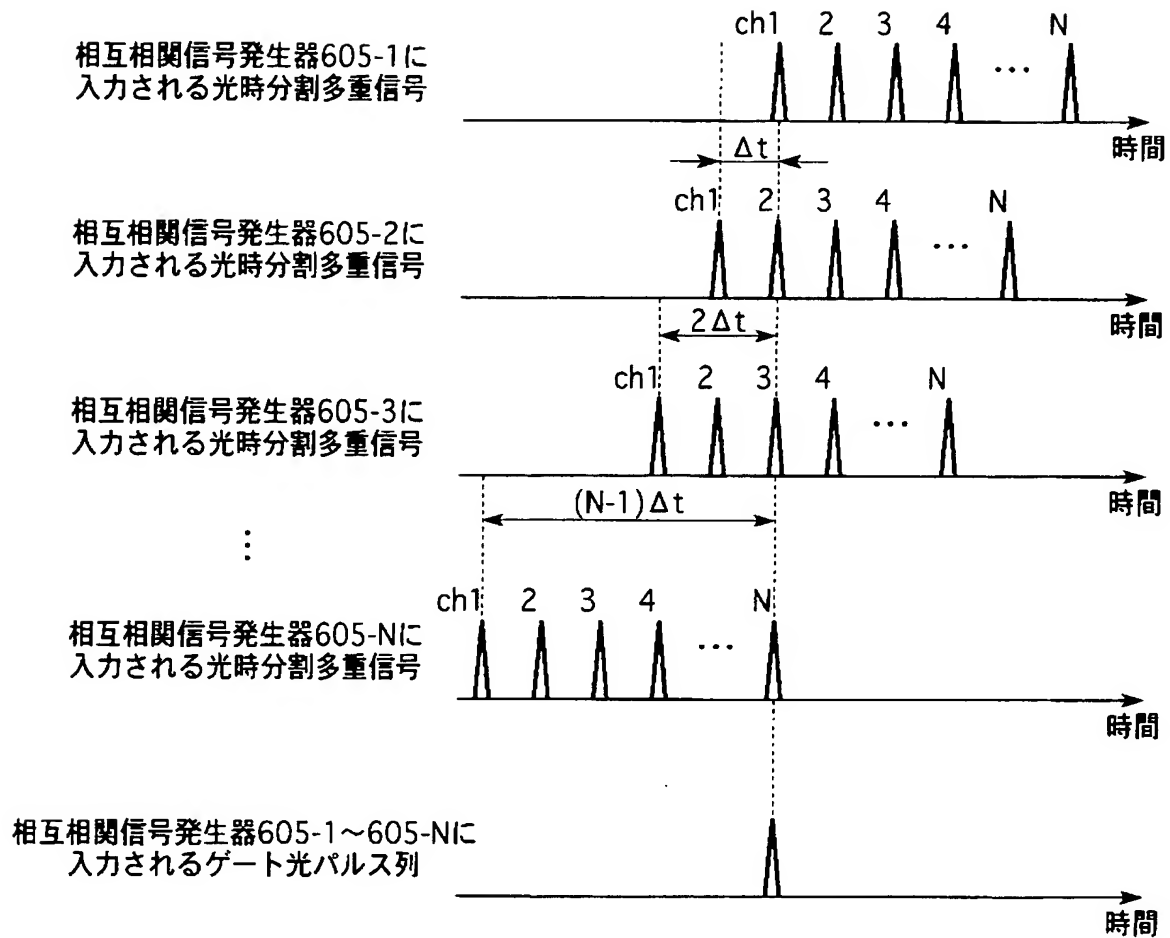 ch1 2 3 4 N
相互相関信号発生器605-1に
入力される光時分割多重信号
...
時間
Δt
ch1 2 3 4 N
相互相関信号発生器605-2に
入力される光時分割多重信号
...
時間
2Δt
ch1 2 3 4 N
相互相関信号発生器605-3に
入力される光時分割多重信号
...
時間
(N-1)Δt
⋮
ch1 2 3 4 N
相互相関信号発生器605-Nに
入力される光時分割多重信号
...
時間
相互相関信号発生器605-1〜605-Nに
入力されるゲート光パルス列
時間